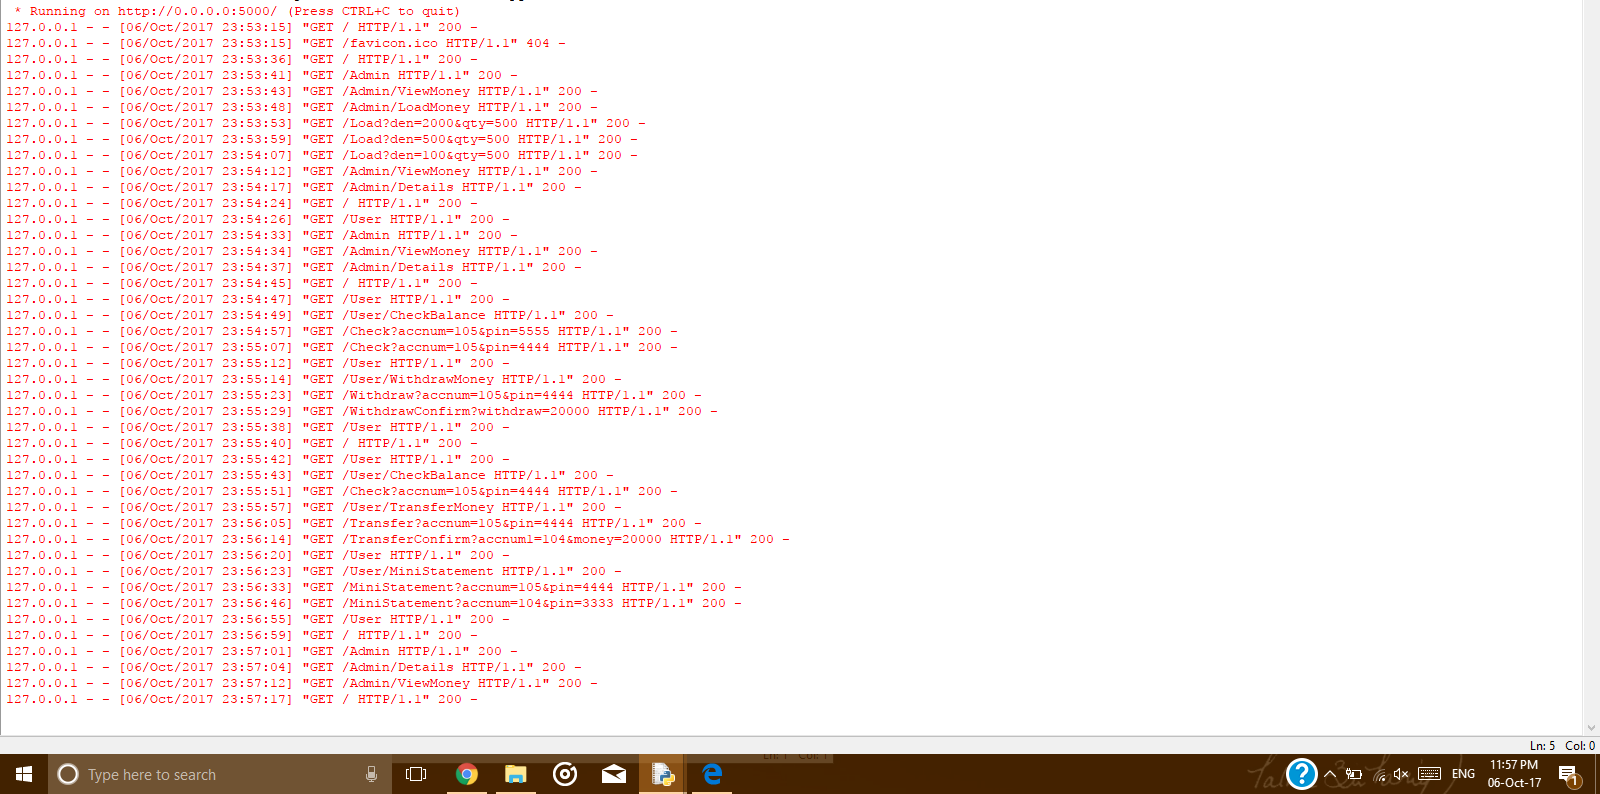 * Running on http://0.0.0.0:5000/ (Press CTRL+C to quit)
127.0.0.1 - - [06/Oct/2017 23:53:15] "GET / HTTP/1.1" 200 -
127.0.0.1 - - [06/Oct/2017 23:53:15] "GET /favicon.ico HTTP/1.1" 404 -
127.0.0.1 - - [06/Oct/2017 23:53:36] "GET / HTTP/1.1" 200 -
127.0.0.1 - - [06/Oct/2017 23:53:41] "GET /Admin HTTP/1.1" 200 -
127.0.0.1 - - [06/Oct/2017 23:53:43] "GET /Admin/ViewMoney HTTP/1.1" 200 -
127.0.0.1 - - [06/Oct/2017 23:53:48] "GET /Admin/LoadMoney HTTP/1.1" 200 -
127.0.0.1 - - [06/Oct/2017 23:53:53] "GET /Load?den=2000&qty=500 HTTP/1.1" 200 -
127.0.0.1 - - [06/Oct/2017 23:53:59] "GET /Load?den=500&qty=500 HTTP/1.1" 200 -
127.0.0.1 - - [06/Oct/2017 23:54:07] "GET /Load?den=100&qty=500 HTTP/1.1" 200 -
127.0.0.1 - - [06/Oct/2017 23:54:12] "GET /Admin/ViewMoney HTTP/1.1" 200 -
127.0.0.1 - - [06/Oct/2017 23:54:17] "GET /Admin/Details HTTP/1.1" 200 -
127.0.0.1 - - [06/Oct/2017 23:54:24] "GET / HTTP/1.1" 200 -
127.0.0.1 - - [06/Oct/2017 23:54:26] "GET /User HTTP/1.1" 200 -
127.0.0.1 - - [06/Oct/2017 23:54:33] "GET /Admin HTTP/1.1" 200 -
127.0.0.1 - - [06/Oct/2017 23:54:34] "GET /Admin/ViewMoney HTTP/1.1" 200 -
127.0.0.1 - - [06/Oct/2017 23:54:37] "GET /Admin/Details HTTP/1.1" 200 -
127.0.0.1 - - [06/Oct/2017 23:54:45] "GET / HTTP/1.1" 200 -
127.0.0.1 - - [06/Oct/2017 23:54:47] "GET /User HTTP/1.1" 200 -
127.0.0.1 - - [06/Oct/2017 23:54:49] "GET /User/CheckBalance HTTP/1.1" 200 -
127.0.0.1 - - [06/Oct/2017 23:54:57] "GET /Check?accnum=105&pin=5555 HTTP/1.1" 200 -
127.0.0.1 - - [06/Oct/2017 23:55:07] "GET /Check?accnum=105&pin=4444 HTTP/1.1" 200 -
127.0.0.1 - - [06/Oct/2017 23:55:12] "GET /User HTTP/1.1" 200 -
127.0.0.1 - - [06/Oct/2017 23:55:14] "GET /User/WithdrawMoney HTTP/1.1" 200 -
127.0.0.1 - - [06/Oct/2017 23:55:23] "GET /Withdraw?accnum=105&pin=4444 HTTP/1.1" 200 -
127.0.0.1 - - [06/Oct/2017 23:55:29] "GET /WithdrawConfirm?withdraw=20000 HTTP/1.1" 200 -
127.0.0.1 - - [06/Oct/2017 23:55:38] "GET /User HTTP/1.1" 200 -
127.0.0.1 - - [06/Oct/2017 23:55:40] "GET / HTTP/1.1" 200 -
127.0.0.1 - - [06/Oct/2017 23:55:42] "GET /User HTTP/1.1" 200 -
127.0.0.1 - - [06/Oct/2017 23:55:43] "GET /User/CheckBalance HTTP/1.1" 200 -
127.0.0.1 - - [06/Oct/2017 23:55:51] "GET /Check?accnum=105&pin=4444 HTTP/1.1" 200 -
127.0.0.1 - - [06/Oct/2017 23:55:57] "GET /User/TransferMoney HTTP/1.1" 200 -
127.0.0.1 - - [06/Oct/2017 23:56:05] "GET /Transfer?accnum=105&pin=4444 HTTP/1.1" 200 -
127.0.0.1 - - [06/Oct/2017 23:56:14] "GET /TransferConfirm?accnum1=104&money=20000 HTTP/1.1" 200 -
127.0.0.1 - - [06/Oct/2017 23:56:20] "GET /User HTTP/1.1" 200 -
127.0.0.1 - - [06/Oct/2017 23:56:23] "GET /User/MiniStatement HTTP/1.1" 200 -
127.0.0.1 - - [06/Oct/2017 23:56:33] "GET /MiniStatement?accnum=105&pin=4444 HTTP/1.1" 200 -
127.0.0.1 - - [06/Oct/2017 23:56:46] "GET /MiniStatement?accnum=104&pin=3333 HTTP/1.1" 200 -
127.0.0.1 - - [06/Oct/2017 23:56:55] "GET /User HTTP/1.1" 200 -
127.0.0.1 - - [06/Oct/2017 23:56:59] "GET / HTTP/1.1" 200 -
127.0.0.1 - - [06/Oct/2017 23:57:01] "GET /Admin HTTP/1.1" 200 -
127.0.0.1 - - [06/Oct/2017 23:57:04] "GET /Admin/Details HTTP/1.1" 200 -
127.0.0.1 - - [06/Oct/2017 23:57:12] "GET /Admin/ViewMoney HTTP/1.1" 200 -
127.0.0.1 - - [06/Oct/2017 23:57:17] "GET / HTTP/1.1" 200 -
Ln: 5 Col: 0
Ln: 1 Col: 1
Type here to search
ENG
11:57 PM
06-Oct-17
1